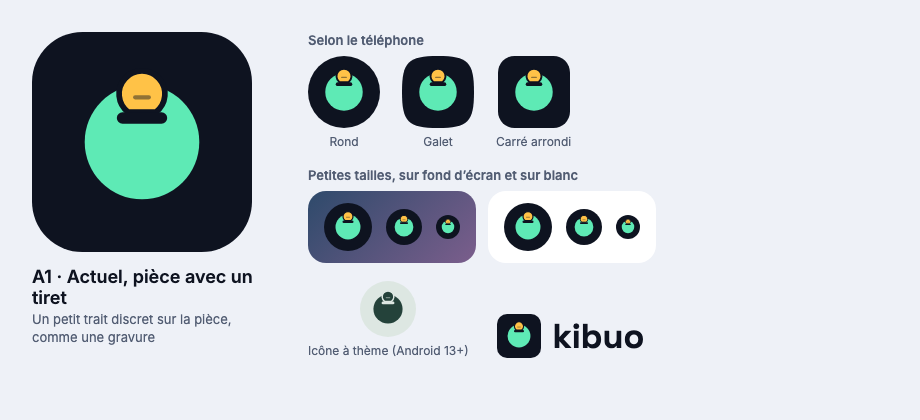 Selon le téléphone
Rond
Galet
Carré arrondi
Petites tailles, sur fond d’écran et sur blanc
A1 · Actuel, pièce avec un
tiret
Un petit trait discret sur la pièce,
comme une gravure
Icône à thème (Android 13+)
kibuo